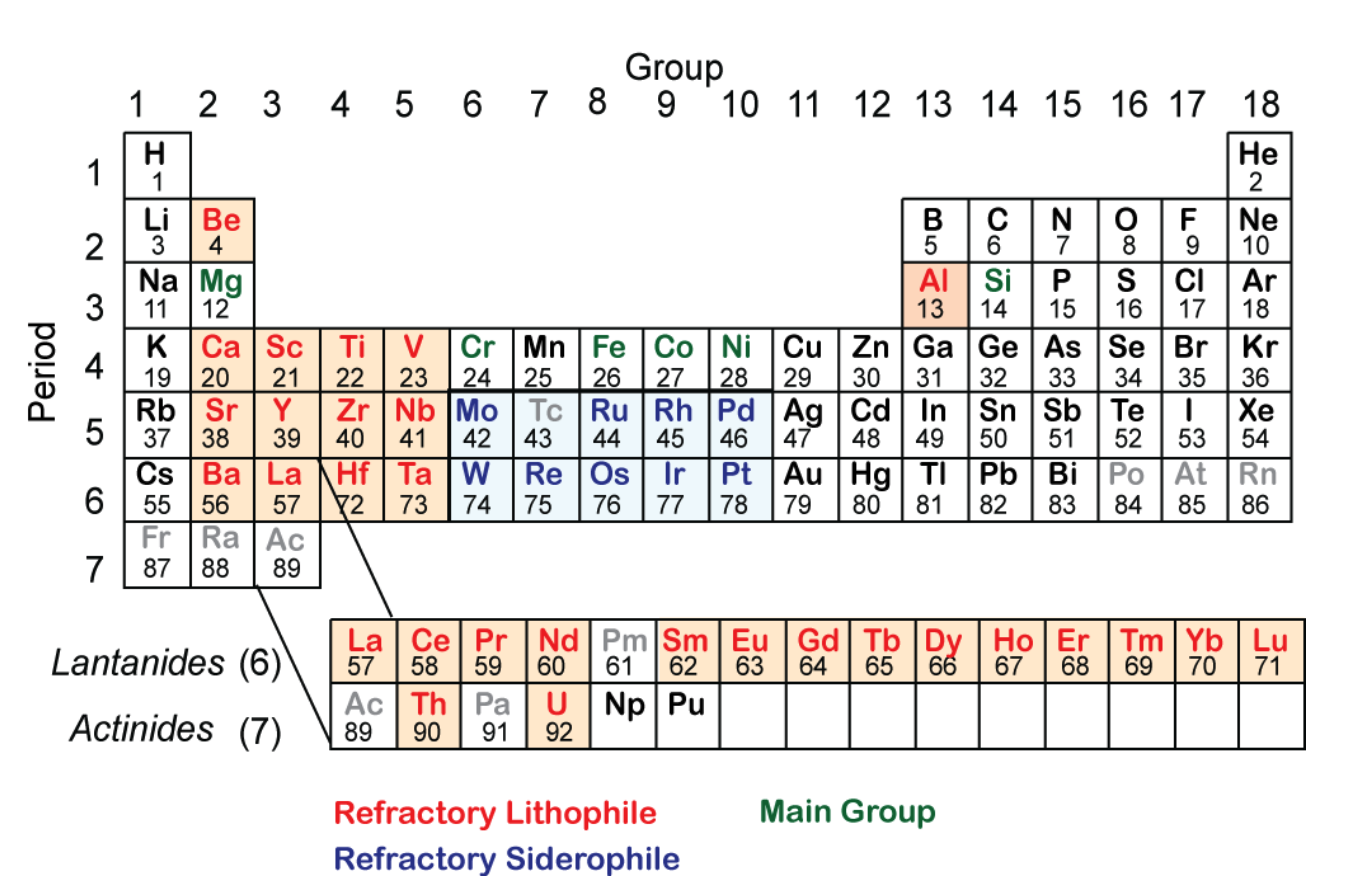 Group
1 2 3 4 5 6 7 8 9 10 11 12 13 14 15 16 17 18
Period
1 H He
1 2
2 Li Be B C N O F Ne
3 4 5 6 7 8 9 10
3 Na Mg Al Si P S Cl Ar
11 12 13 14 15 16 17 18
4 K Ca Sc Ti V Cr Mn Fe Co Ni Cu Zn Ga Ge As Se Br Kr
19 20 21 22 23 24 25 26 27 28 29 30 31 32 33 34 35 36
5 Rb Sr Y Zr Nb Mo Tc Ru Rh Pd Ag Cd In Sn Sb Te I Xe
37 38 39 40 41 42 43 44 45 46 47 48 49 50 51 52 53 54
6 Cs Ba La Hf Ta W Re Os Ir Pt Au Hg Tl Pb Bi Po At Rn
55 56 57 72 73 74 75 76 77 78 79 80 81 82 83 84 85 86
7 Fr Ra Ac
87 88 89
Lantanides (6) La Ce Pr Nd Pm Sm Eu Gd Tb Dy Ho Er Tm Yb Lu
57 58 59 60 61 62 63 64 65 66 67 68 69 70 71
Actinides (7) Ac Th Pa U Np Pu
89 90 91 92
Refractory Lithophile Main Group
Refractory Siderophile